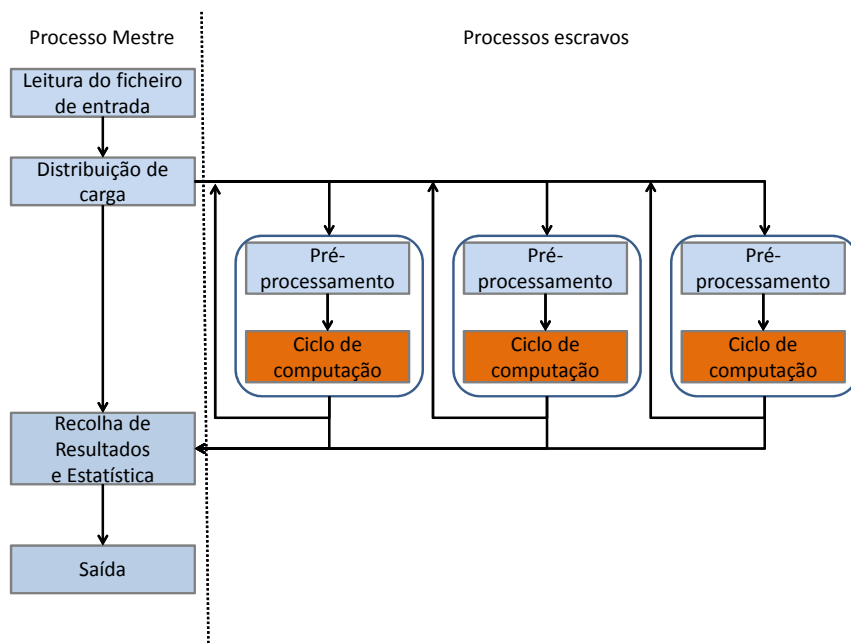 Processo Mestre
Processos escravos
Leitura do ficheiro
de entrada
Distribuição de
carga
Pré-
processamento
Ciclo de
computação
Pré-
processamento
Ciclo de
computação
Pré-
processamento
Ciclo de
computação
Recolha de
Resultados
e Estatística
Saída